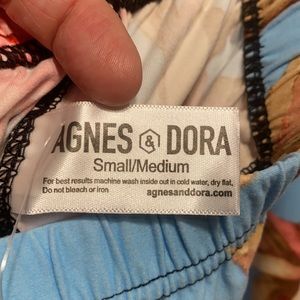 AGNES & DORA
Small/Medium
For best results machine wash inside out in cold water, dry flat,
Do not bleach or iron
agnesanddora.com